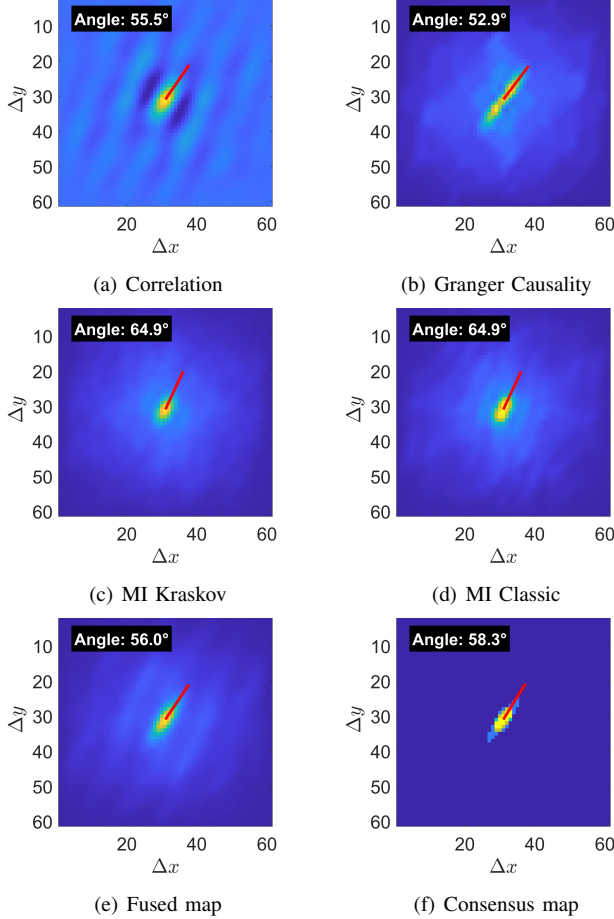 Angle: 55.5°
10
20
30
40
50
60
Δy
20
40
60
Δx
(a) Correlation
Angle: 52.9°
10
20
30
40
50
60
Δy
20
40
60
Δx
(b) Granger Causality
Angle: 64.9°
10
20
30
40
50
60
Δy
20
40
60
Δx
(c) MI Kraskov
Angle: 64.9°
10
20
30
40
50
60
Δy
20
40
60
Δx
(d) MI Classic
Angle: 56.0°
10
20
30
40
50
60
Δy
20
40
60
Δx
(e) Fused map
Angle: 58.3°
10
20
30
40
50
60
Δy
20
40
60
Δx
(f) Consensus map